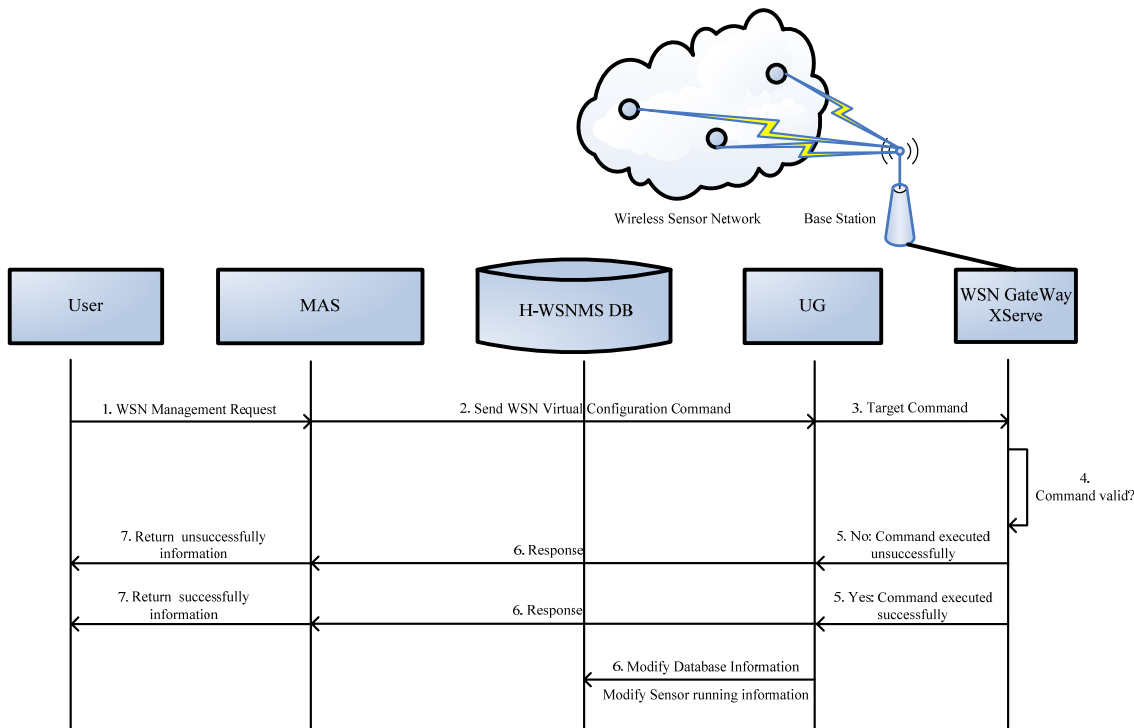 Wireless Sensor Network
Base Station
User
MAS
H-WSNMS DB
UG
WSN GateWay
XServe
1. WSN Management Request
2. Send WSN Virtual Configuration Command
3. Target Command
4.
Command valid?
7. Return unsuccessfully
information
6. Response
5. No: Command executed
unsuccessfully
7. Return successfully
information
6. Response
5. Yes: Command executed
successfully
6. Modify Database Information
Modify Sensor running information